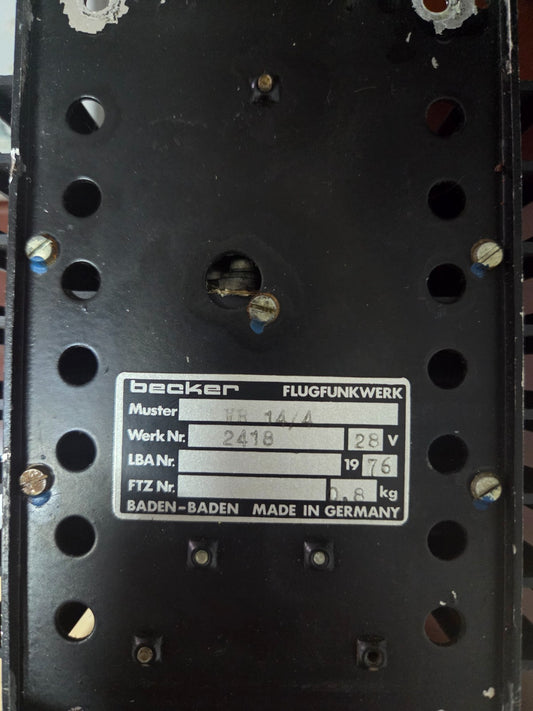 becker FLUGFUNKWERK
Muster 14/4
Werk Nr. 2418 28 V
LBA Nr. 19 76
FTZ Nr. 0,8 kg
BADEN-BADEN MADE IN GERMANY